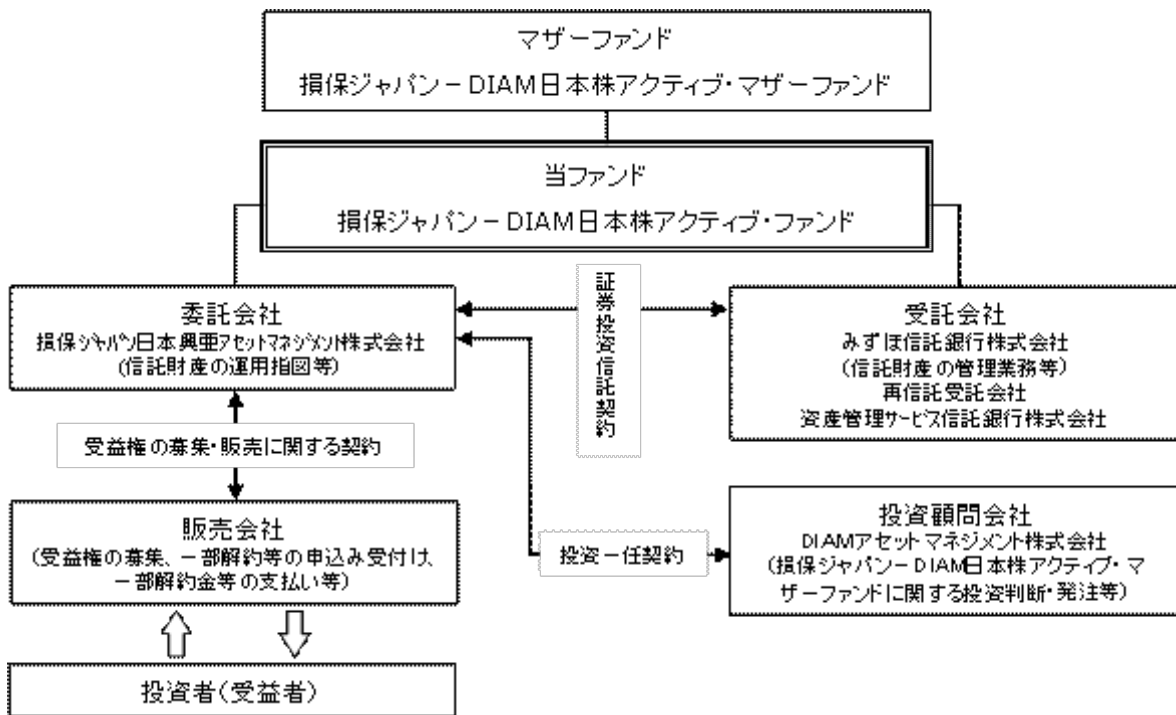 マザーファンド
損保ジャパン－DIAM日本株アクティブ・マザーファンド
当ファンド
損保ジャパン－DIAM日本株アクティブ・ファンド
委託会社
損保ジャパン日本興亜アセットマネジメント株式会社
(信託財産の運用指図等)
証券投資信託契約
受託会社
みずほ信託銀行株式会社
(信託財産の管理業務等)
再信託受託会社
資産管理サービス信託銀行株式会社
受益権の募集・販売に関する契約
販売会社
(受益権の募集、一部解約等の申込み受付け、
一部解約金等の支払い等)
投資一任契約
投資顧問会社
DIAMアセットマネジメント株式会社
(損保ジャパン－DIAM日本株アクティブ・マ
ザーファンドに関する投資判断・発注等)
投資者(受益者)